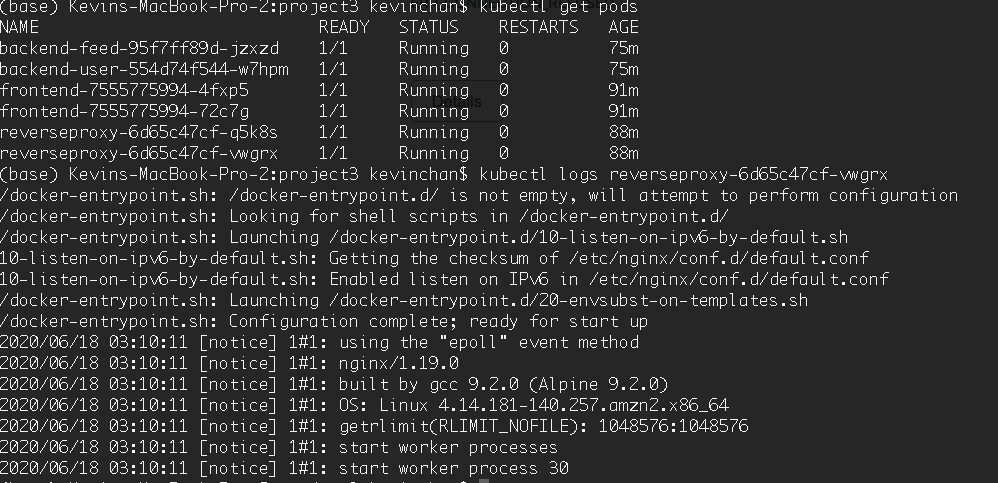 (base) Kevins-MacBook-Pro-2:project3 kevinchan$ kubectl get pods
NAME READY STATUS RESTARTS AGE
backend-feed-95f7ff89d-jzxzd 1/1 Running 0 75m
backend-user-554d74f544-w7hpm 1/1 Running 0 75m
frontend-7555775994-4fxp5 1/1 Running 0 91m
frontend-7555775994-72c7g 1/1 Running 0 91m
reverseproxy-6d65c47cf-q5k8s 1/1 Running 0 88m
reverseproxy-6d65c47cf-vwgrx 1/1 Running 0 88m
(base) Kevins-MacBook-Pro-2:project3 kevinchan$ kubectl logs reverseproxy-6d65c47cf-vwgrx
/docker-entrypoint.sh: /docker-entrypoint.d/ is not empty, will attempt to perform configuration
/docker-entrypoint.sh: Looking for shell scripts in /docker-entrypoint.d/
/docker-entrypoint.sh: Launching /docker-entrypoint.d/10-listen-on-ipv6-by-default.sh
10-listen-on-ipv6-by-default.sh: Getting the checksum of /etc/nginx/conf.d/default.conf
10-listen-on-ipv6-by-default.sh: Enabled listen on IPv6 in /etc/nginx/conf.d/default.conf
/docker-entrypoint.sh: Launching /docker-entrypoint.d/20-envsubst-on-templates.sh
/docker-entrypoint.sh: Configuration complete; ready for start up
2020/06/18 03:10:11 [notice] 1#1: using the "epoll" event method
2020/06/18 03:10:11 [notice] 1#1: nginx/1.19.0
2020/06/18 03:10:11 [notice] 1#1: built by gcc 9.2.0 (Alpine 9.2.0)
2020/06/18 03:10:11 [notice] 1#1: OS: Linux 4.14.181-140.257.amzn2.x86_64
2020/06/18 03:10:11 [notice] 1#1: getrlimit(RLIMIT_NOFILE): 1048576:1048576
2020/06/18 03:10:11 [notice] 1#1: start worker processes
2020/06/18 03:10:11 [notice] 1#1: start worker process 30